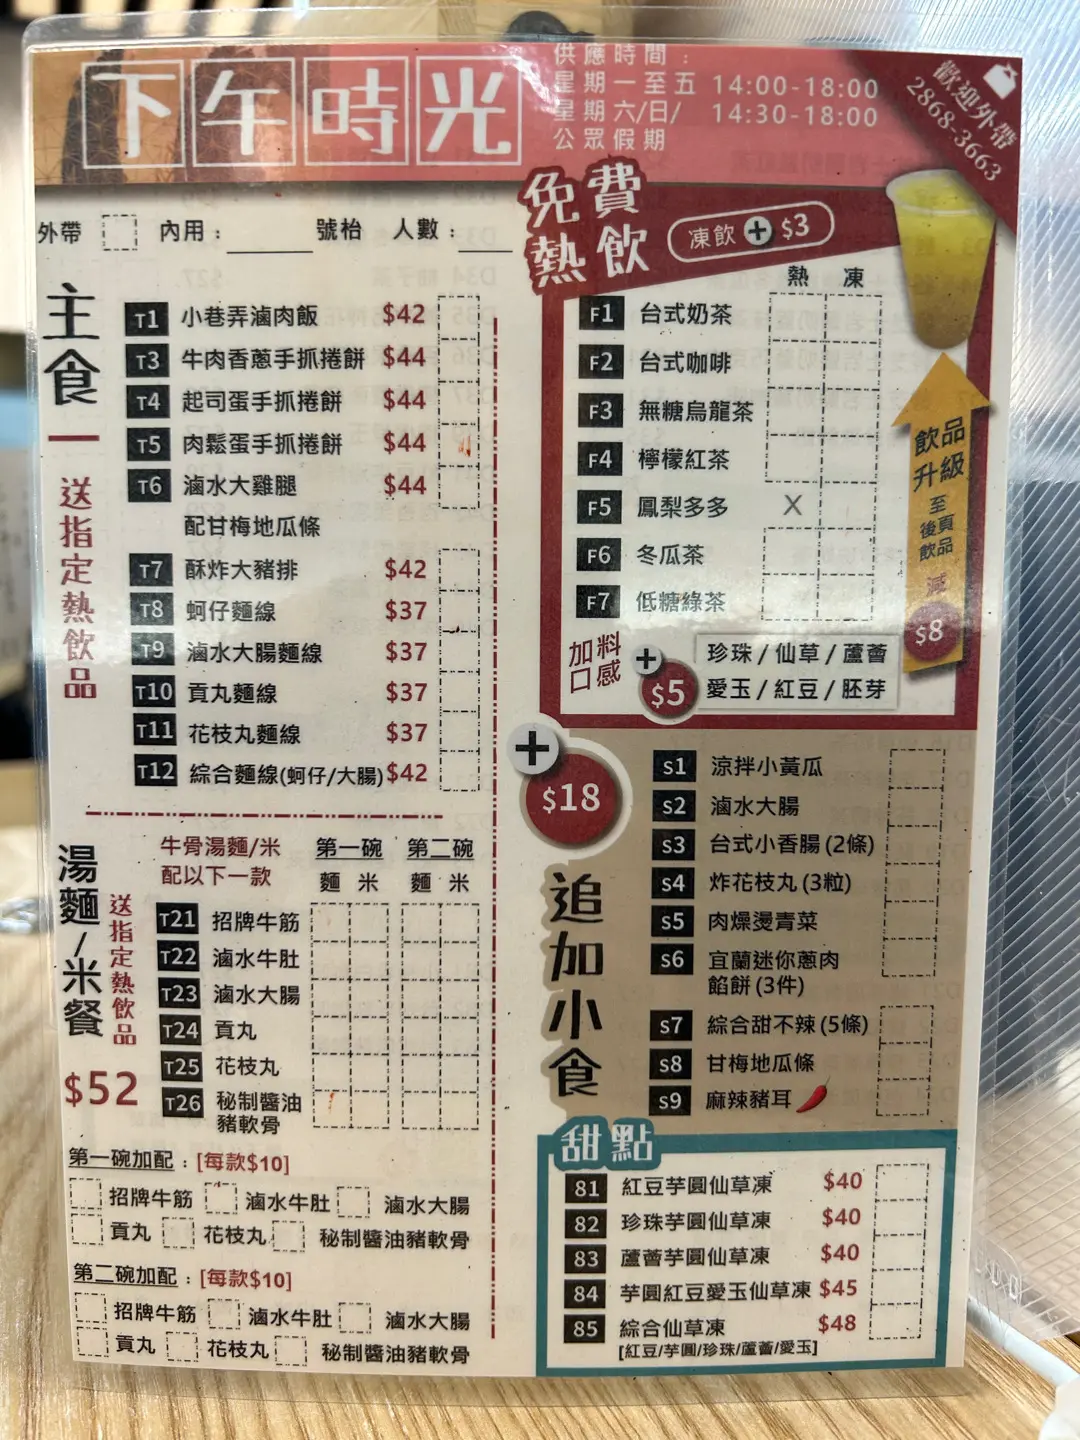 下午時光
供應時間：
星期一至五 14:00-18:00
星期六/日/ 14:30-18:00
公眾假期
歡迎外帶
2868-3663
外帶 內用： 號枱 人數：
主食
送指定熱飲品
T1 小巷弄滷肉飯 $42
T3 牛肉香蔥手抓捲餅 $44
T4 起司蛋手抓捲餅 $44
T5 肉鬆蛋手抓捲餅 $44
T6 滷水大雞腿 $44
配甘梅地瓜條
T7 酥炸大豬排 $42
T8 蚵仔麵線 $37
T9 滷水大腸麵線 $37
T10 貢丸麵線 $37
T11 花枝丸麵線 $37
T12 綜合麵線(蚵仔/大腸) $42
湯麵/米餐
送指定熱飲品
$52
牛骨湯麵/米
配以下一款
第一碗 第二碗
麵 米 麵 米
T21 招牌牛筋
T22 滷水牛肚
T23 滷水大腸
T24 貢丸
T25 花枝丸
T26 秘制醬油
豬軟骨
第一碗加配：[每款$10]
招牌牛筋 滷水牛肚 滷水大腸
貢丸 花枝丸 秘制醬油豬軟骨
第二碗加配：[每款$10]
招牌牛筋 滷水牛肚 滷水大腸
貢丸 花枝丸 秘制醬油豬軟骨
免費
熱飲
凍飲+$3
熱 凍
F1 台式奶茶
F2 台式咖啡
F3 無糖烏龍茶
F4 檸檬紅茶
F5 鳳梨多多 X
F6 冬瓜茶
F7 低糖綠茶
飲品
升級
至
後頁
飲品
減
$8
加料
口感
+
$5
珍珠/仙草/蘆薈
愛玉/紅豆/胚芽
+
$18
追加小食
S1 涼拌小黃瓜
S2 滷水大腸
S3 台式小香腸(2條)
S4 炸花枝丸(3粒)
S5 肉燥燙青菜
S6 宜蘭迷你蔥肉
餡餅(3件)
S7 綜合甜不辣(5條)
S8 甘梅地瓜條
S9 麻辣豬耳
甜點
81 紅豆芋圓仙草凍 $40
82 珍珠芋圓仙草凍 $40
83 蘆薈芋圓仙草凍 $40
84 芋圓紅豆愛玉仙草凍 $45
85 綜合仙草凍 $48
[紅豆/芋圓/珍珠/蘆薈/愛玉]